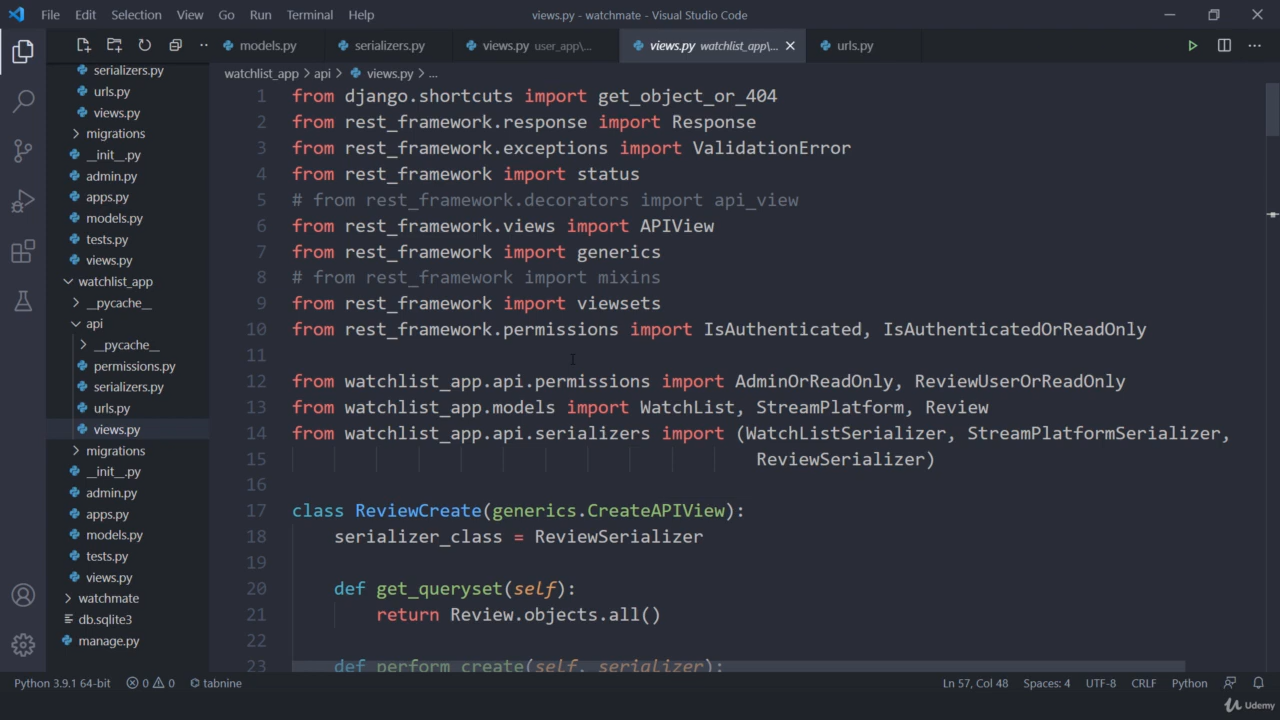 File Edit Selection View Go Run Terminal Help
views.py - watchmate - Visual Studio Code
models.py serializers.py views.py user_app\... views.py watchlist_app\... urls.py
watchlist_app > api > views.py > ...
serializers.py
urls.py
views.py
migrations
__init__.py
admin.py
apps.py
models.py
tests.py
views.py
watchlist_app
__pycache__
api
__pycache__
permissions.py
serializers.py
urls.py
views.py
migrations
__init__.py
admin.py
apps.py
models.py
tests.py
views.py
watchmate
db.sqlite3
manage.py
1 from django.shortcuts import get_object_or_404
2 from rest_framework.response import Response
3 from rest_framework.exceptions import ValidationError
4 from rest_framework import status
5 # from rest_framework.decorators import api_view
6 from rest_framework.views import APIView
7 from rest_framework import generics
8 # from rest_framework import mixins
9 from rest_framework import viewsets
10 from rest_framework.permissions import IsAuthenticated, IsAuthenticatedOrReadOnly
11
12 from watchlist_app.api.permissions import AdminOrReadOnly, ReviewUserOrReadOnly
13 from watchlist_app.models import WatchList, StreamPlatform, Review
14 from watchlist_app.api.serializers import (WatchListSerializer, StreamPlatformSerializer,
15 ReviewSerializer)
16
17 class ReviewCreate(generics.CreateAPIView):
18 serializer_class = ReviewSerializer
19
20 def get_queryset(self):
21 return Review.objects.all()
22
23 def perform_create(self, serializer):
Python 3.9.1 64-bit 0 0 tabnine Ln 57, Col 48 Spaces: 4 UTF-8 CRLF Python
Udemy